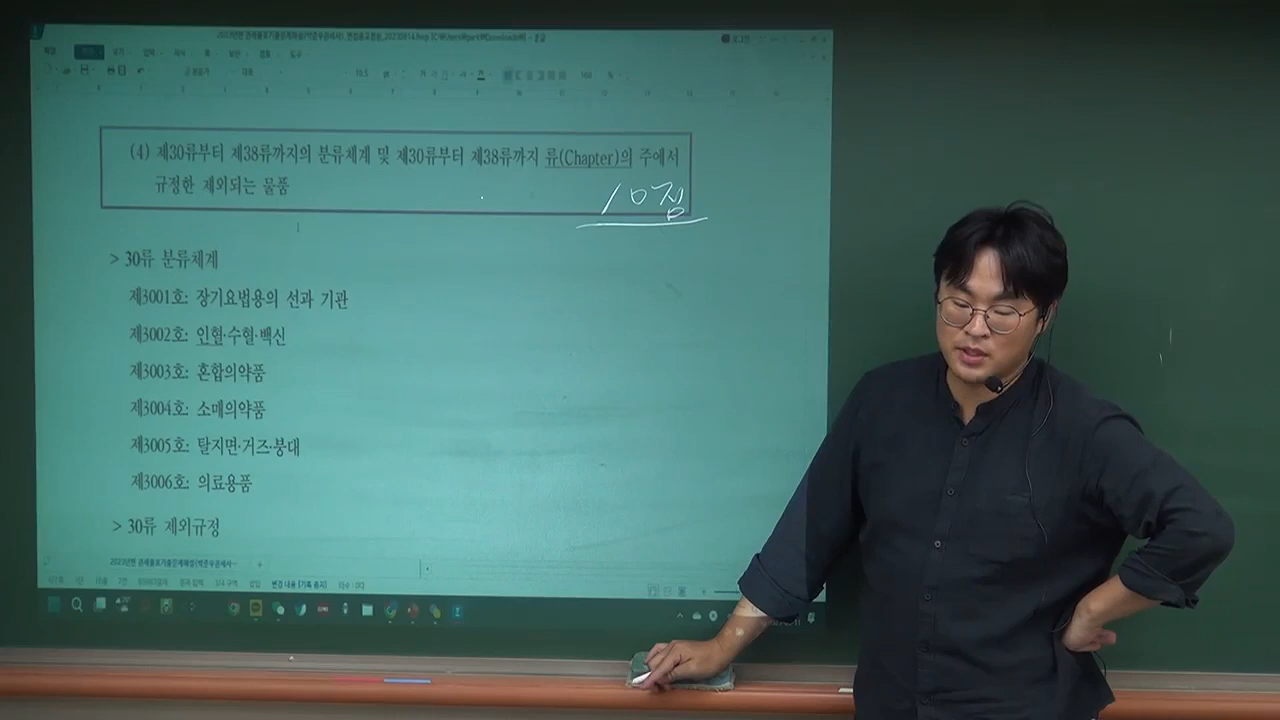 (4) 제30류부터 제38류까지의 분류체계 및 제30류부터 제38류까지 류(Chapter)의 주에서
규정한 제외되는 물품
10점
> 30류 분류체계
제3001호: 장기요법용의 선과 기관
제3002호: 인혈·수혈·백신
제3003호: 혼합의약품
제3004호: 소매의약품
제3005호: 탈지면·거즈·붕대
제3006호: 의료용품
> 30류 제외규정